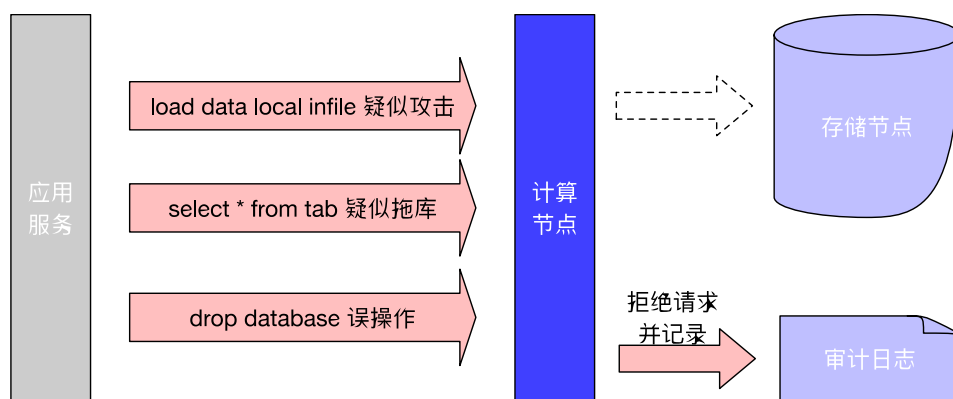 应用
服务
load data local infile 疑似攻击
select * from tab 疑似拖库
drop database 误操作
计算
节点
存储节点
拒绝请求
并记录
审计日志